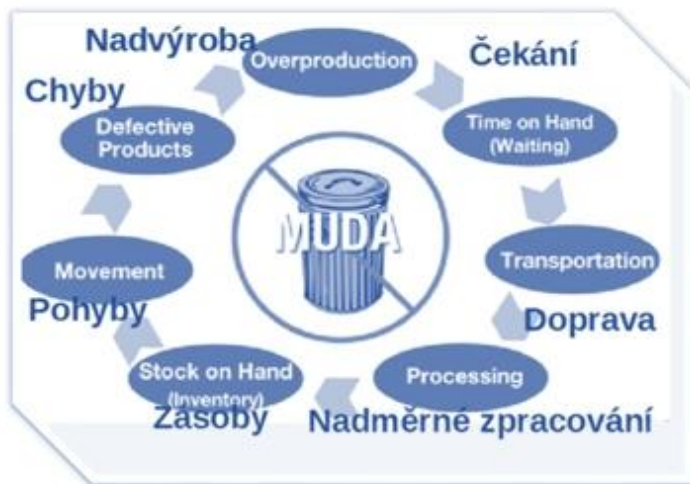 Nadvýroba
Overproduction
Čekání
Time on Hand
(Waiting)
Transportation
Doprava
Processing
Nadměrné zpracování
Stock on Hand
(Inventory)
Zásoby
Movement
Pohyby
Chyby
Defective
Products
MUDA